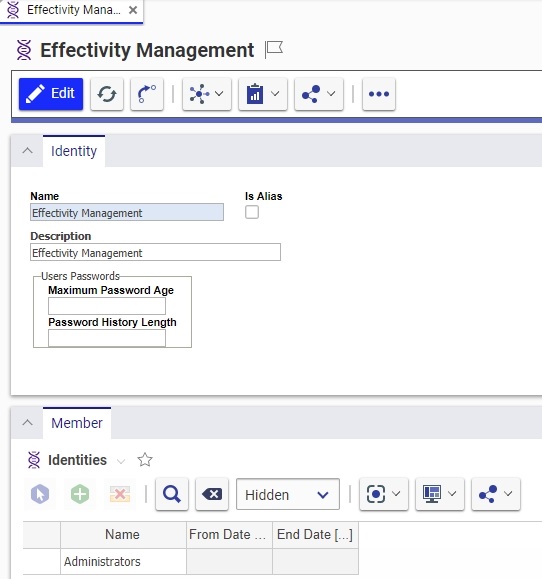 Effectivity Mana...
Effectivity Management
Edit
Identity
Name
Is Alias
Effectivity Management
Description
Effectivity Management
Users Passwords
Maximum Password Age
Password History Length
Member
Identities
Hidden
Name From Date ... End Date [...]
Administrators